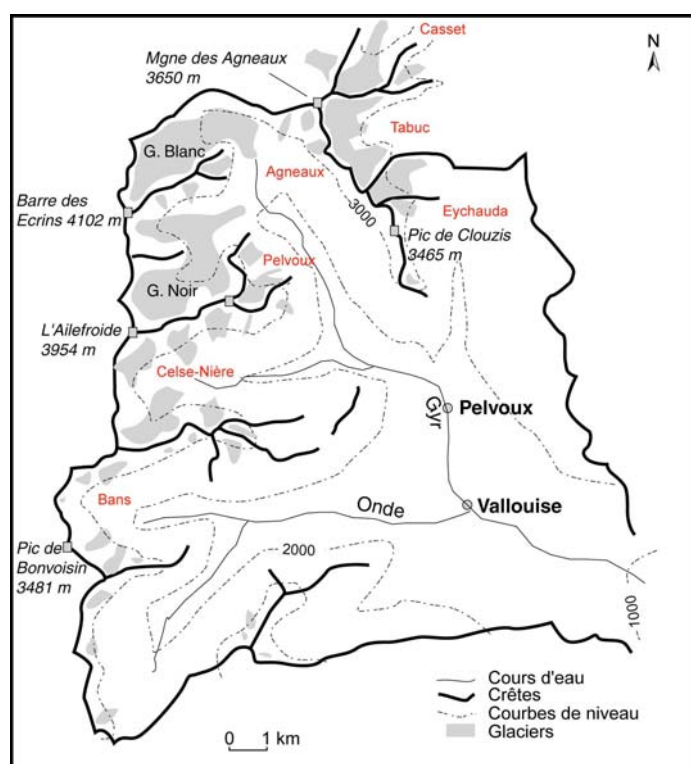 Casset
N
Mgne des Agneaux
3650 m
Tabuc
G. Blanc
Agneaux
3000
Barre des
Ecrins 4102 m
Eychauda
Pic de Clouzis
3465 m
Pelvoux
G. Noir
L'Ailefroide
3954 m
Celse-Nière
Gyr
Pelvoux
Bans
Onde
Vallouise
Pic de
Bonvoisin
3481 m
2000
1000
Cours d'eau
Crêtes
Courbes de niveau
Glaciers
0 1 km